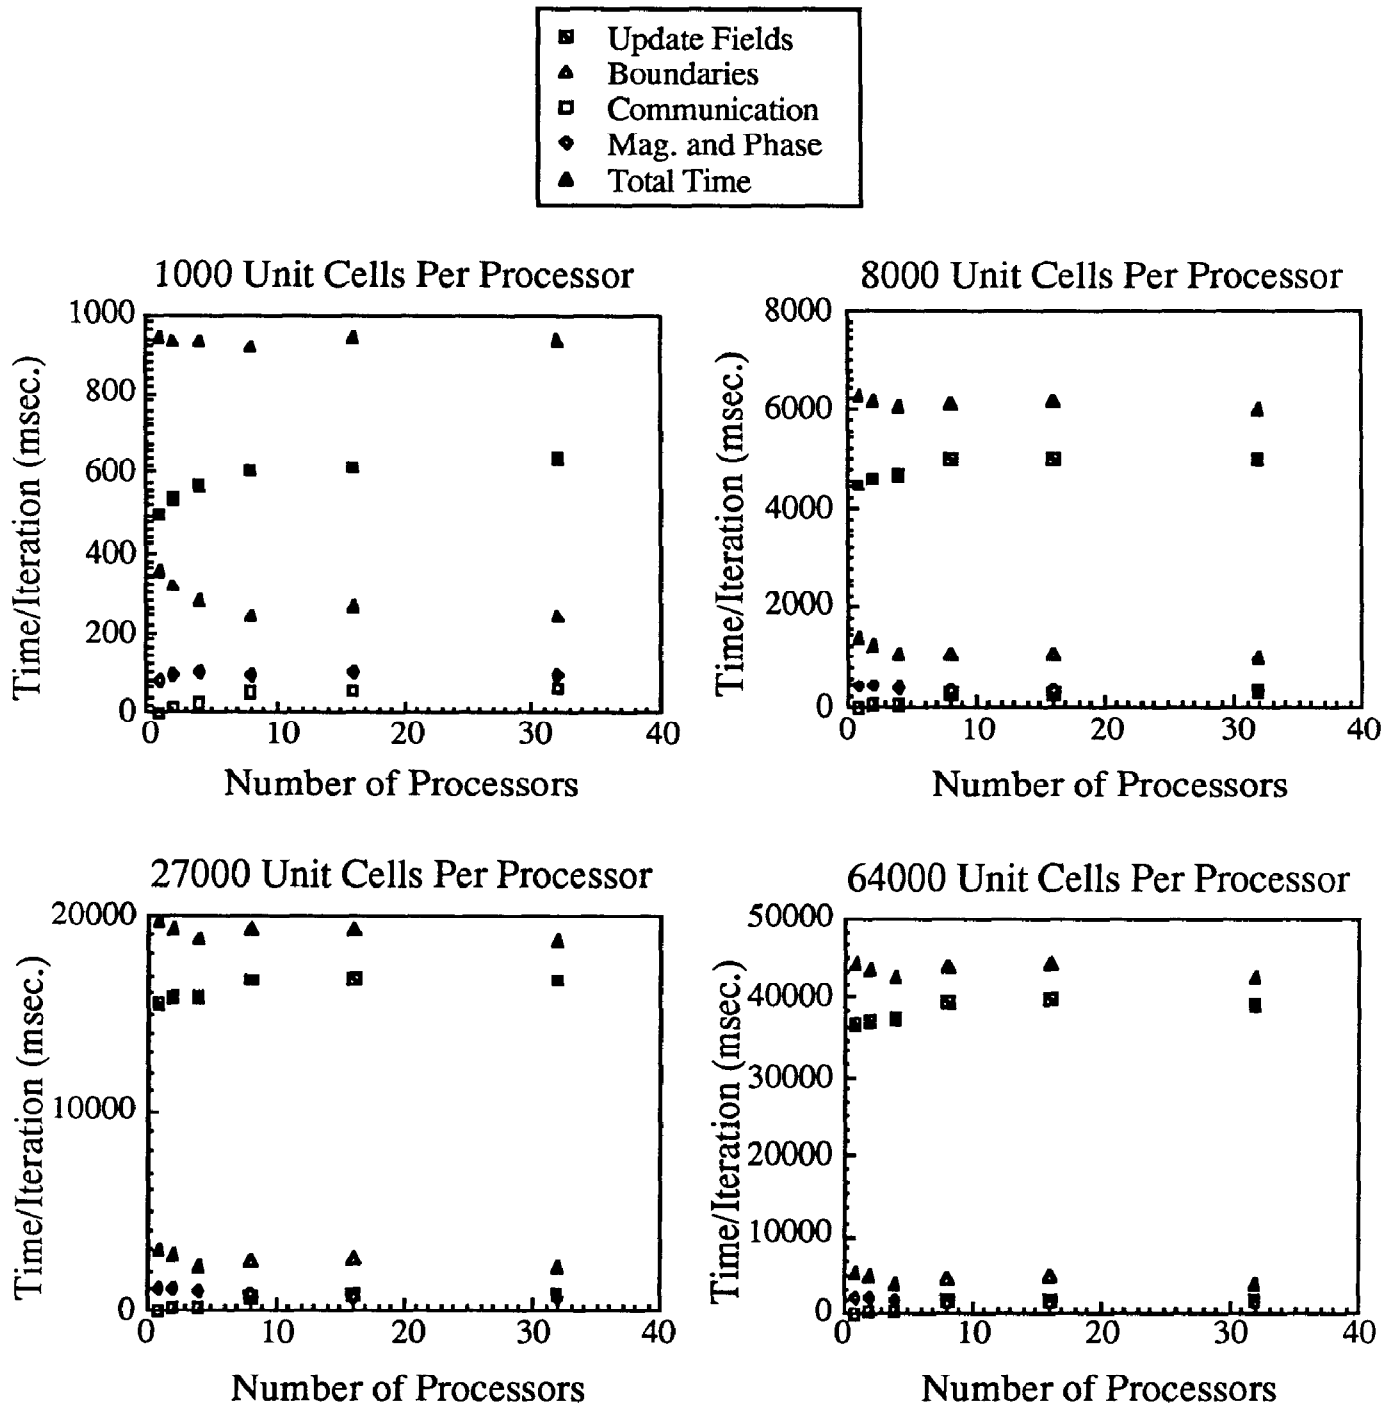 Update Fields
Boundaries
Communication
Mag. and Phase
Total Time
1000 Unit Cells Per Processor
1000
800
600
400
200
0
0 10 20 30 40
Time/Iteration (msec.)
Number of Processors
8000 Unit Cells Per Processor
8000
6000
4000
2000
0
0 10 20 30 40
Time/Iteration (msec.)
Number of Processors
27000 Unit Cells Per Processor
20000
10000
0
0 10 20 30 40
Time/Iteration (msec.)
Number of Processors
64000 Unit Cells Per Processor
50000
40000
30000
20000
10000
0
0 10 20 30 40
Time/Iteration (msec.)
Number of Processors